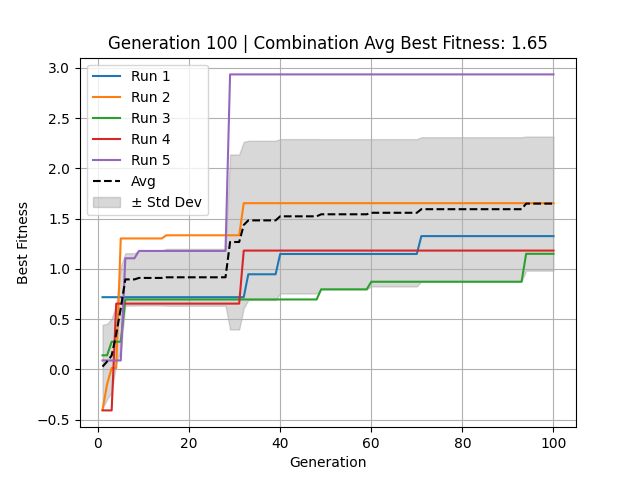 Generation 100 | Combination Avg Best Fitness: 1.65
Run 1
Run 2
Run 3
Run 4
Run 5
Avg
± Std Dev
3.0
2.5
2.0
1.5
1.0
0.5
0.0
−0.5
Best Fitness
0 20 40 60 80 100
Generation